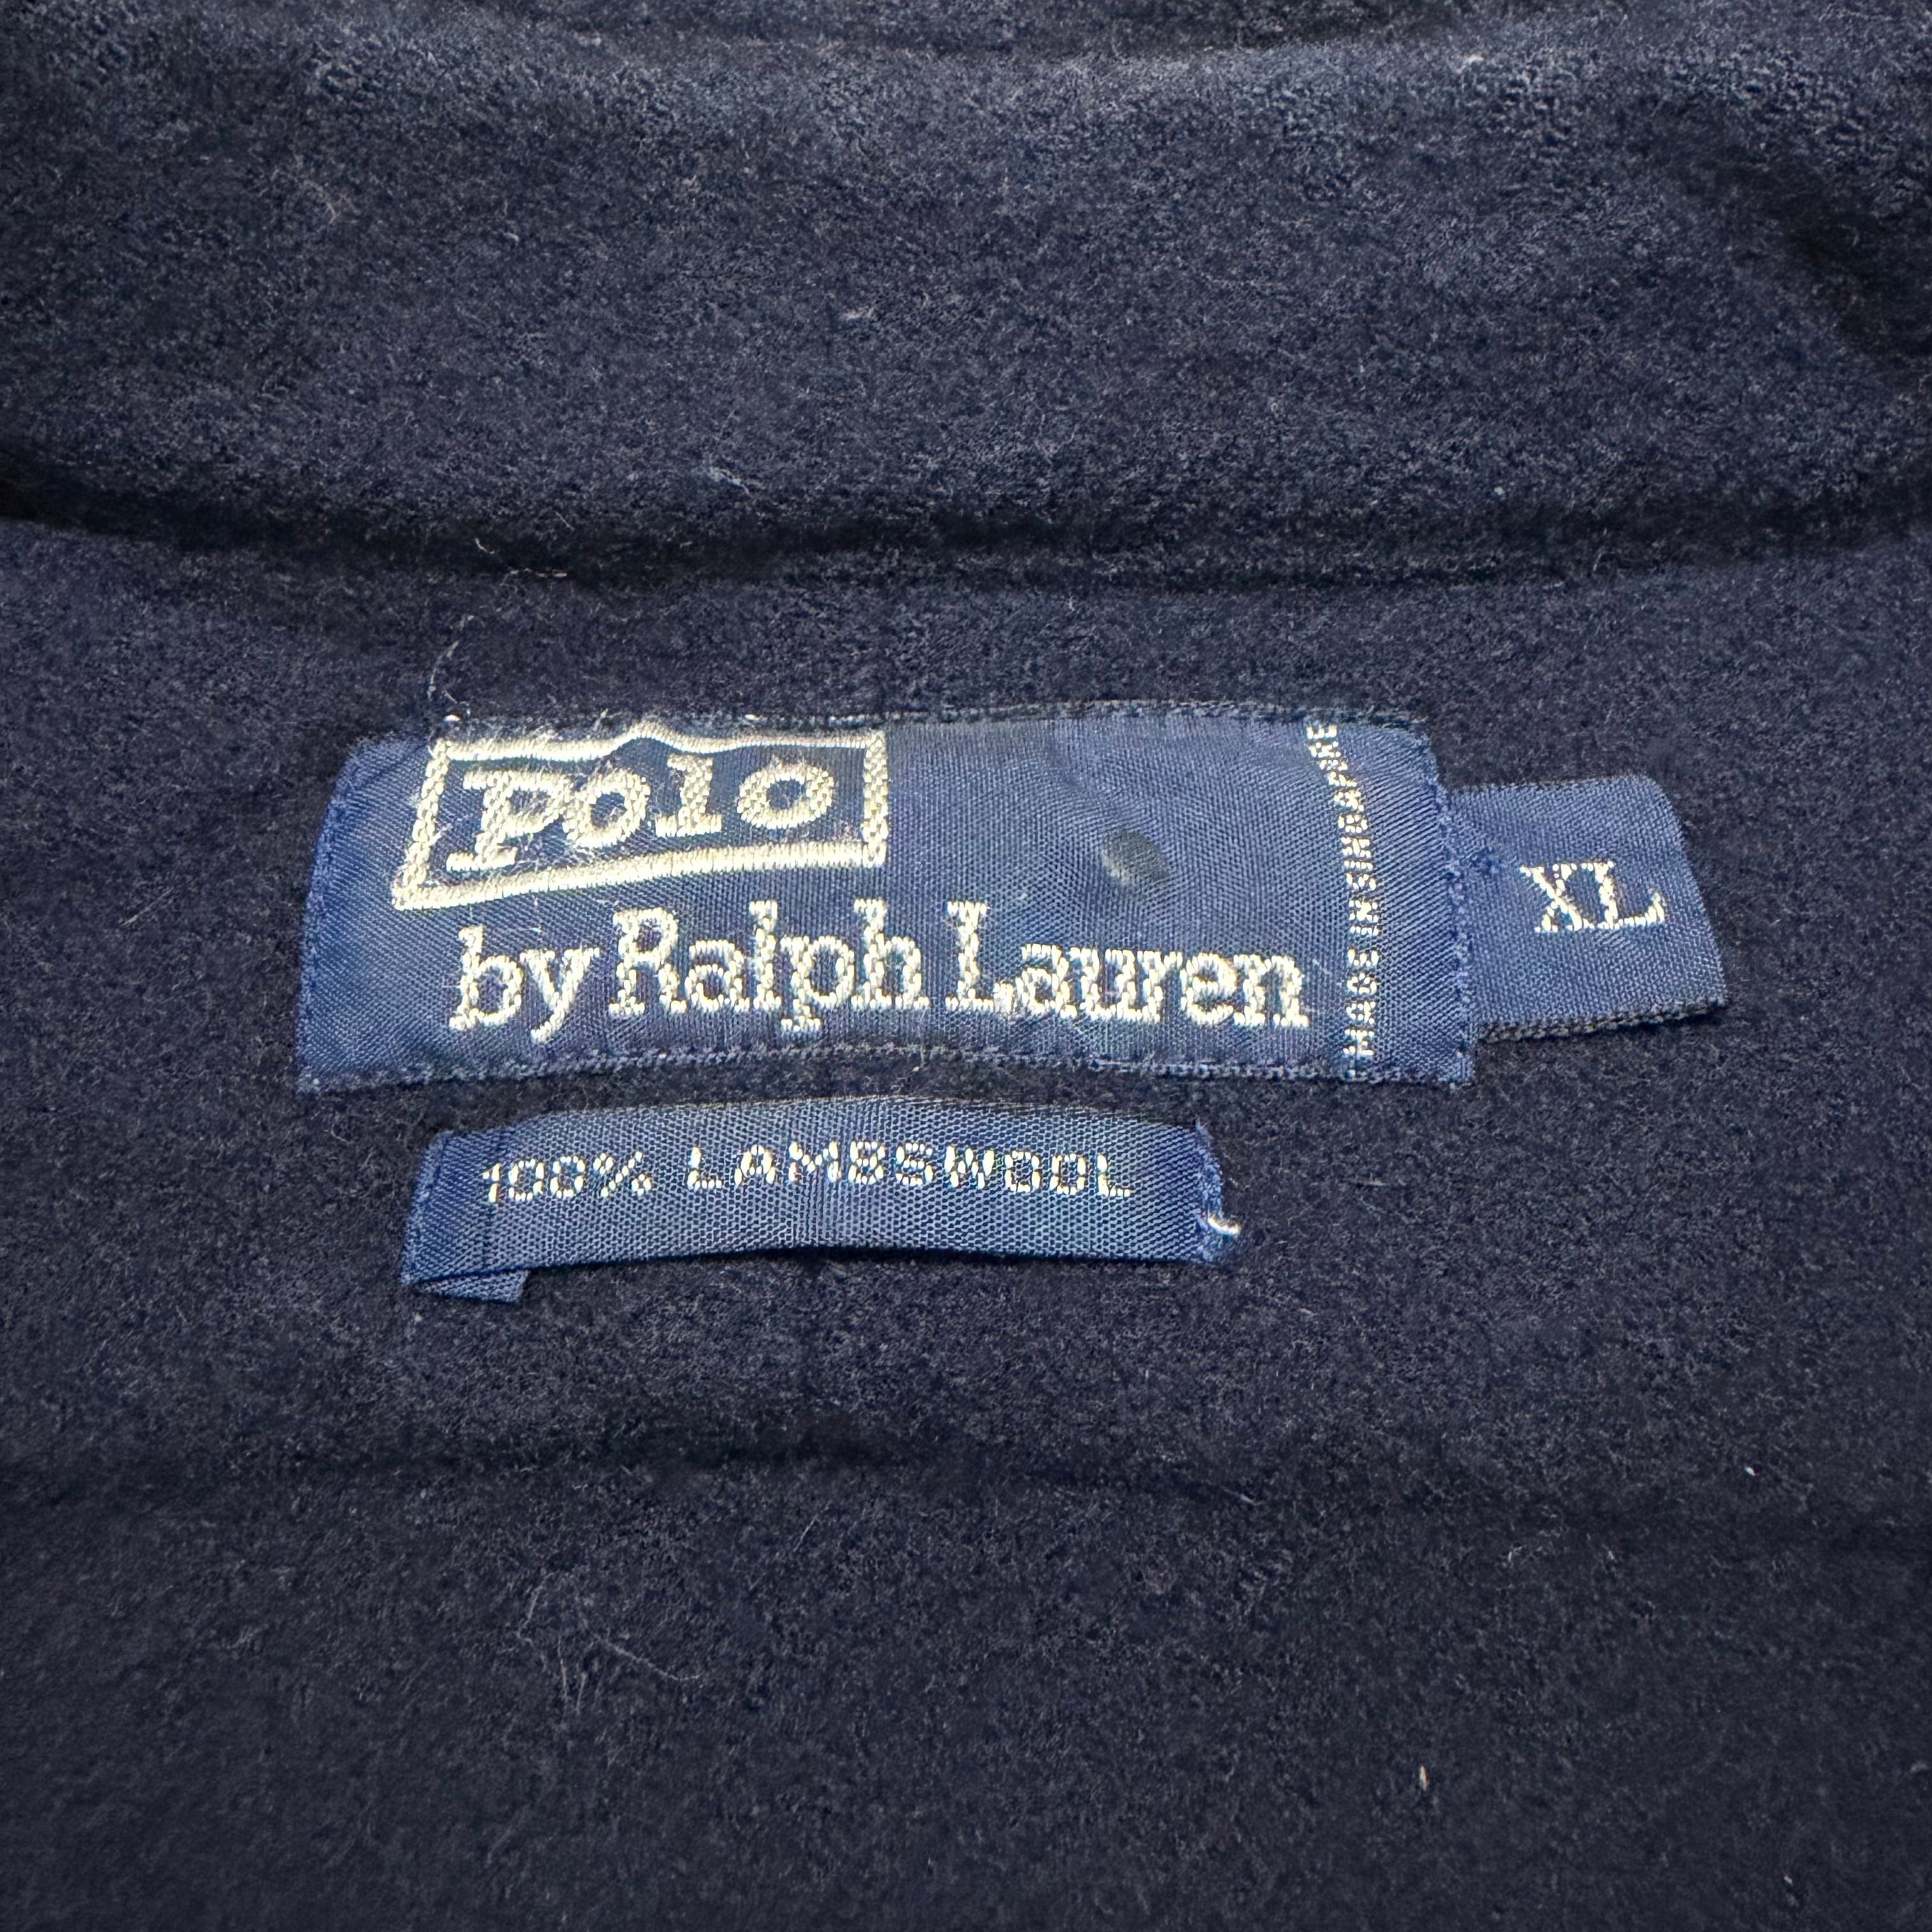 Polo
by Ralph Lauren
MADE IN SINGAPORE
XL
100% LAMBSWOOL